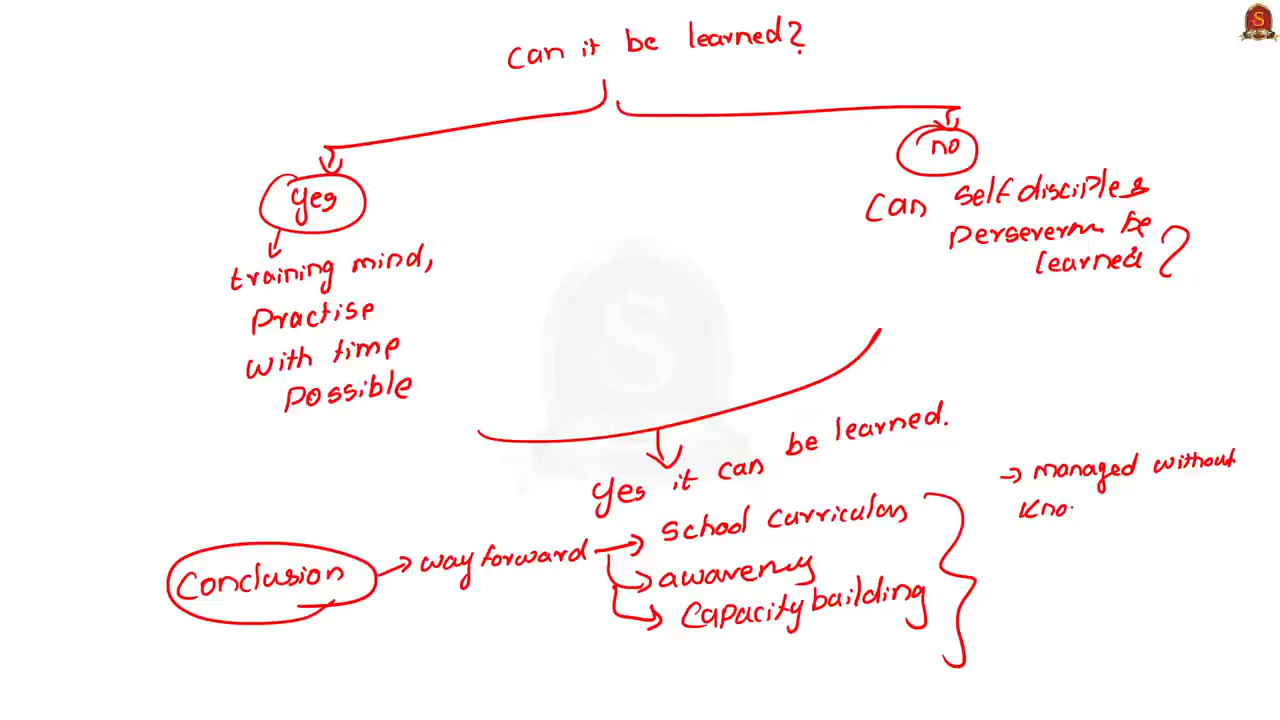 Can it be learned?
yes
no
training mind,
Practise
with time
Possible
Can self disciples
perseverm be
learned?
yes it can be learned.
Conclusion → way forward → School curriculam
→ awareness
→ Capacity building
→ managed without
kno.
S